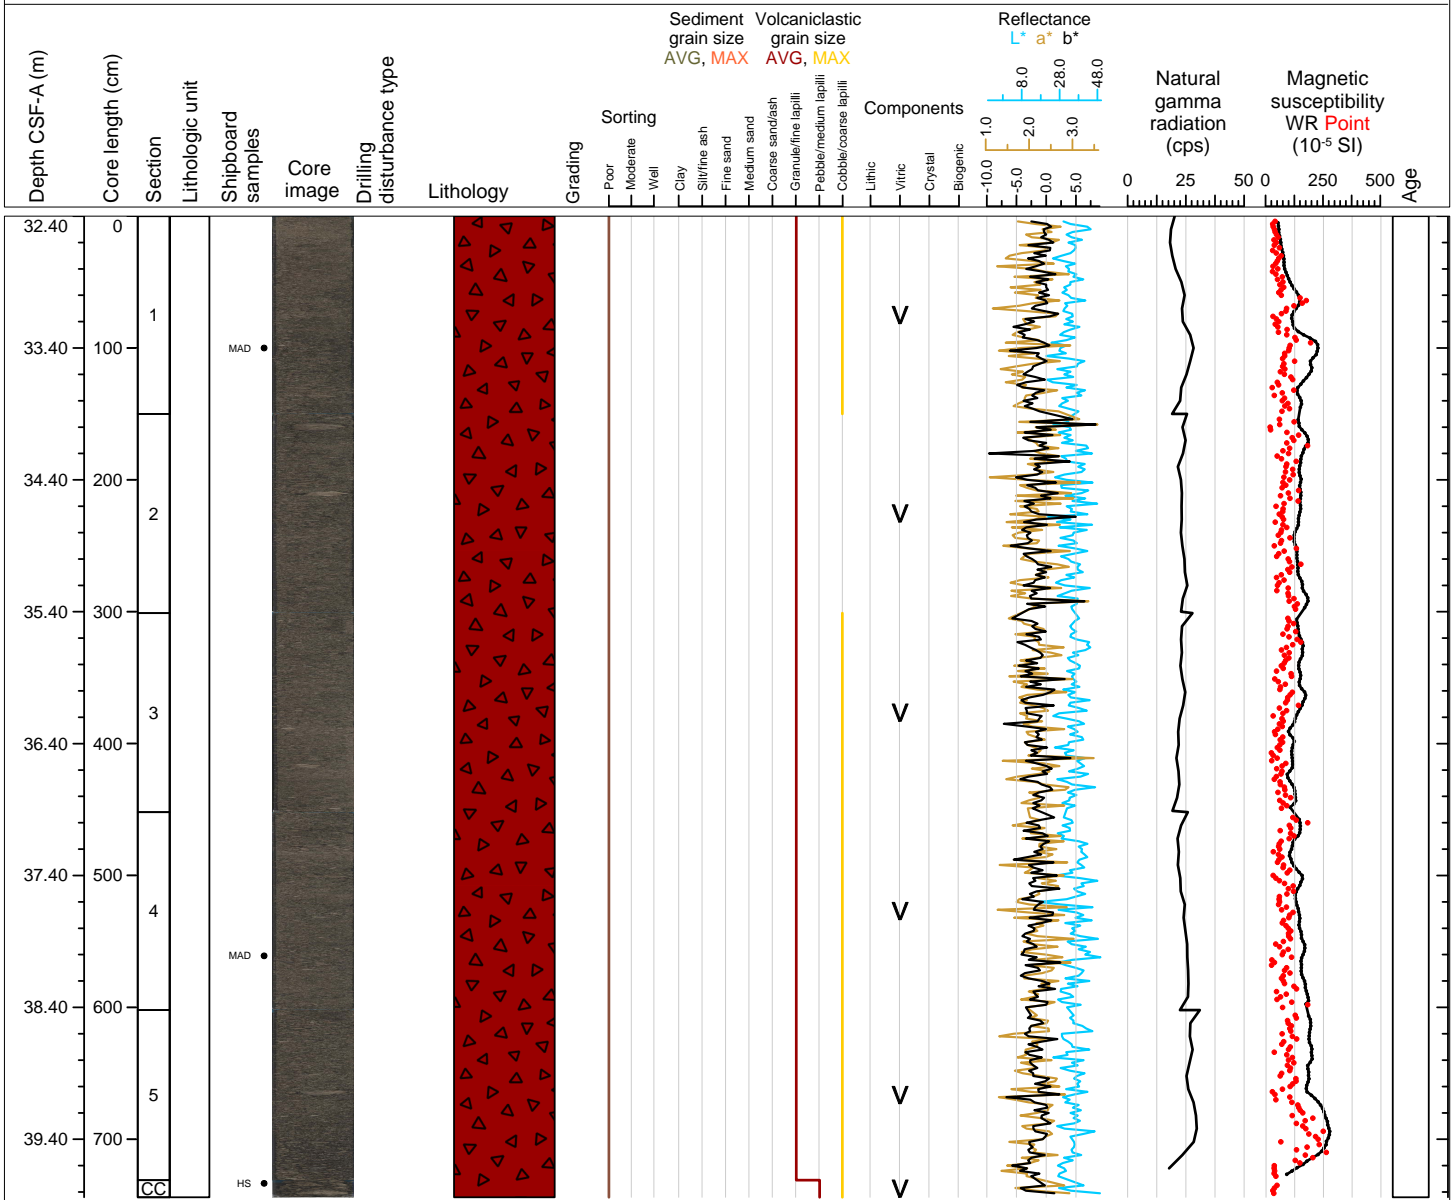 Depth CSF-A (m)
Core length (cm)
Section
Lithologic unit
Shipboard
samples
Core
image
Drilling
disturbance type
Lithology
Grading
Sorting
Poor
Moderate
Well
Sediment
grain size
AVG, MAX
Volcaniclastic
grain size
AVG, MAX
Clay
Silt/fine ash
Fine sand
Medium sand
Coarse sand/ash
Granule/fine lapilli
Pebble/medium lapilli
Cobble/coarse lapilli
Components
Lithic
Vitric
Crystal
Biogenic
Reflectance
L* a* b*
8.0 28.0 48.0
1.0 2.0 3.0
-10.0 -5.0 0.0 5.0
Natural
gamma
radiation
(cps)
0 25 50
Magnetic
susceptibility
WR Point
(10-5 SI)
0 250 500
Age
32.40 0
1 V
33.40 100 MAD
34.40 200
2 V
35.40 300
3 V
36.40 400
37.40 500
4 V
MAD
38.40 600
5 V
39.40 700
CC HS V